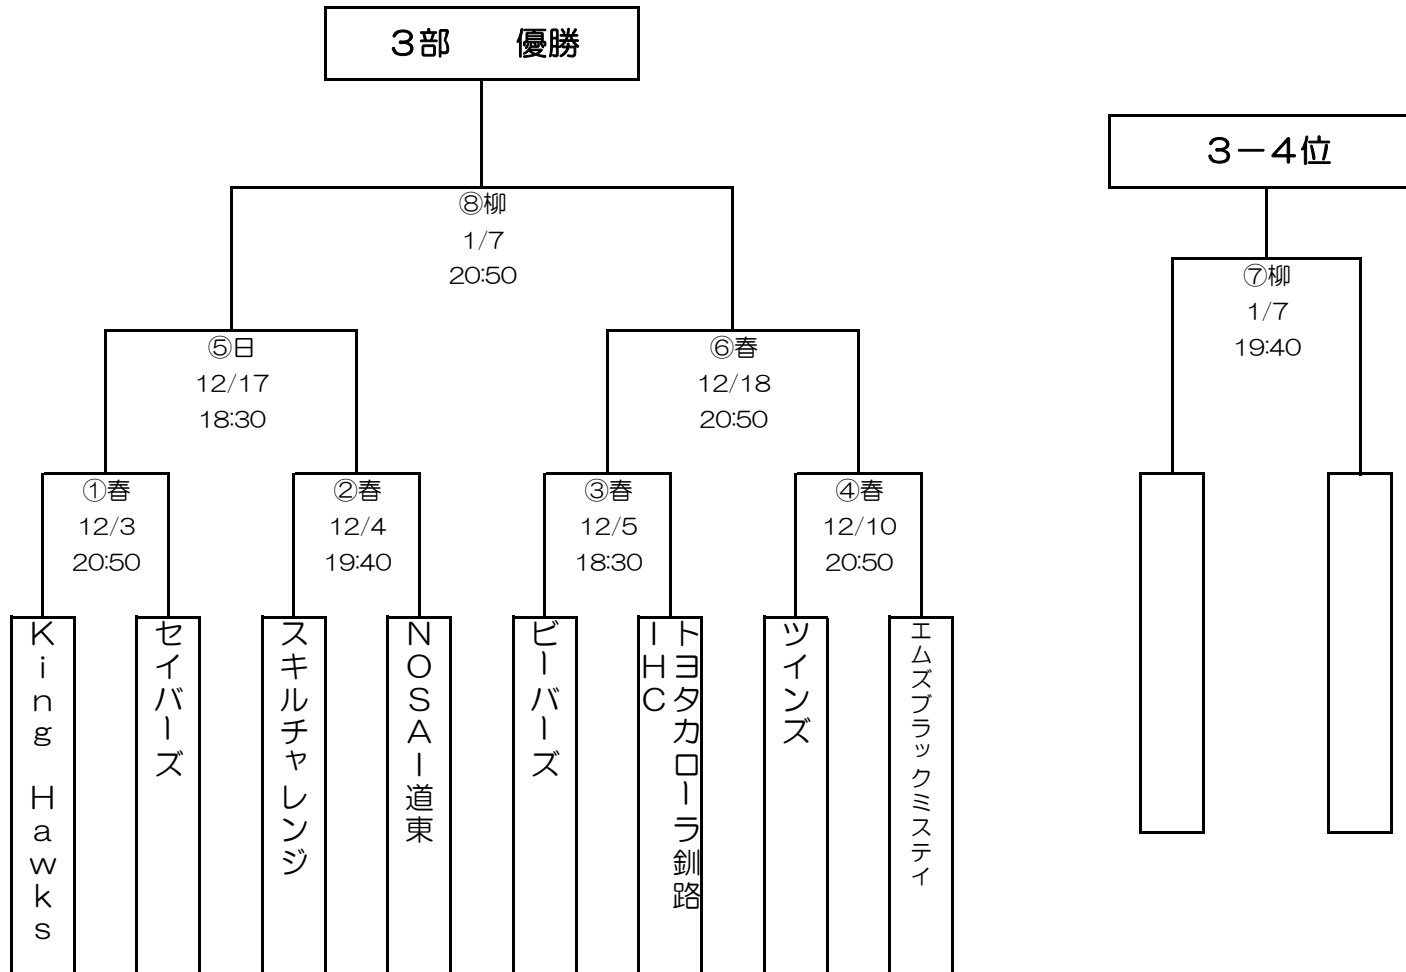 ３部　　優勝
３－４位
⑧柳
1/7
20:50
⑦柳
1/7
19:40
⑤日
12/17
18:30
⑥春
12/18
20:50
①春
12/3
20:50
②春
12/4
19:40
③春
12/5
18:30
④春
12/10
20:50
Ｋｉｎｇ　Ｈａｗｋｓ
セイバーズ
スキルチャレンジ
ＮＯＳＡＩ道東
ビーバーズ
トヨタカローラ釧路
ＩＨＣ
ツインズ
エムズブラックミステイ